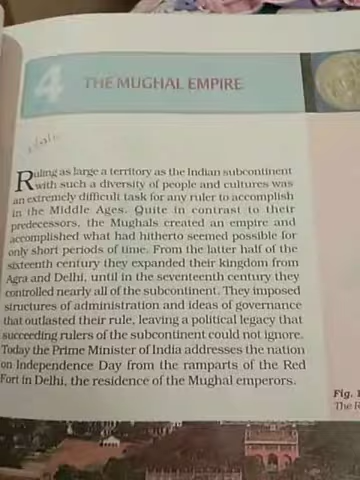 4 THE MUGHAL EMPIRE
Ruling as large a territory as the Indian subcontinent
with such a diversity of people and cultures was
an extremely difficult task for any ruler to accomplish
in the Middle Ages. Quite in contrast to their
predecessors, the Mughals created an empire and
accomplished what had hitherto seemed possible for
only short periods of time. From the latter half of the
sixteenth century they expanded their kingdom from
Agra and Delhi, until in the seventeenth century they
controlled nearly all of the subcontinent. They imposed
structures of administration and ideas of governance
that outlasted their rule, leaving a political legacy that
succeeding rulers of the subcontinent could not ignore.
Today the Prime Minister of India addresses the nation
on Independence Day from the ramparts of the Red
Fort in Delhi, the residence of the Mughal emperors.
Fig.
The